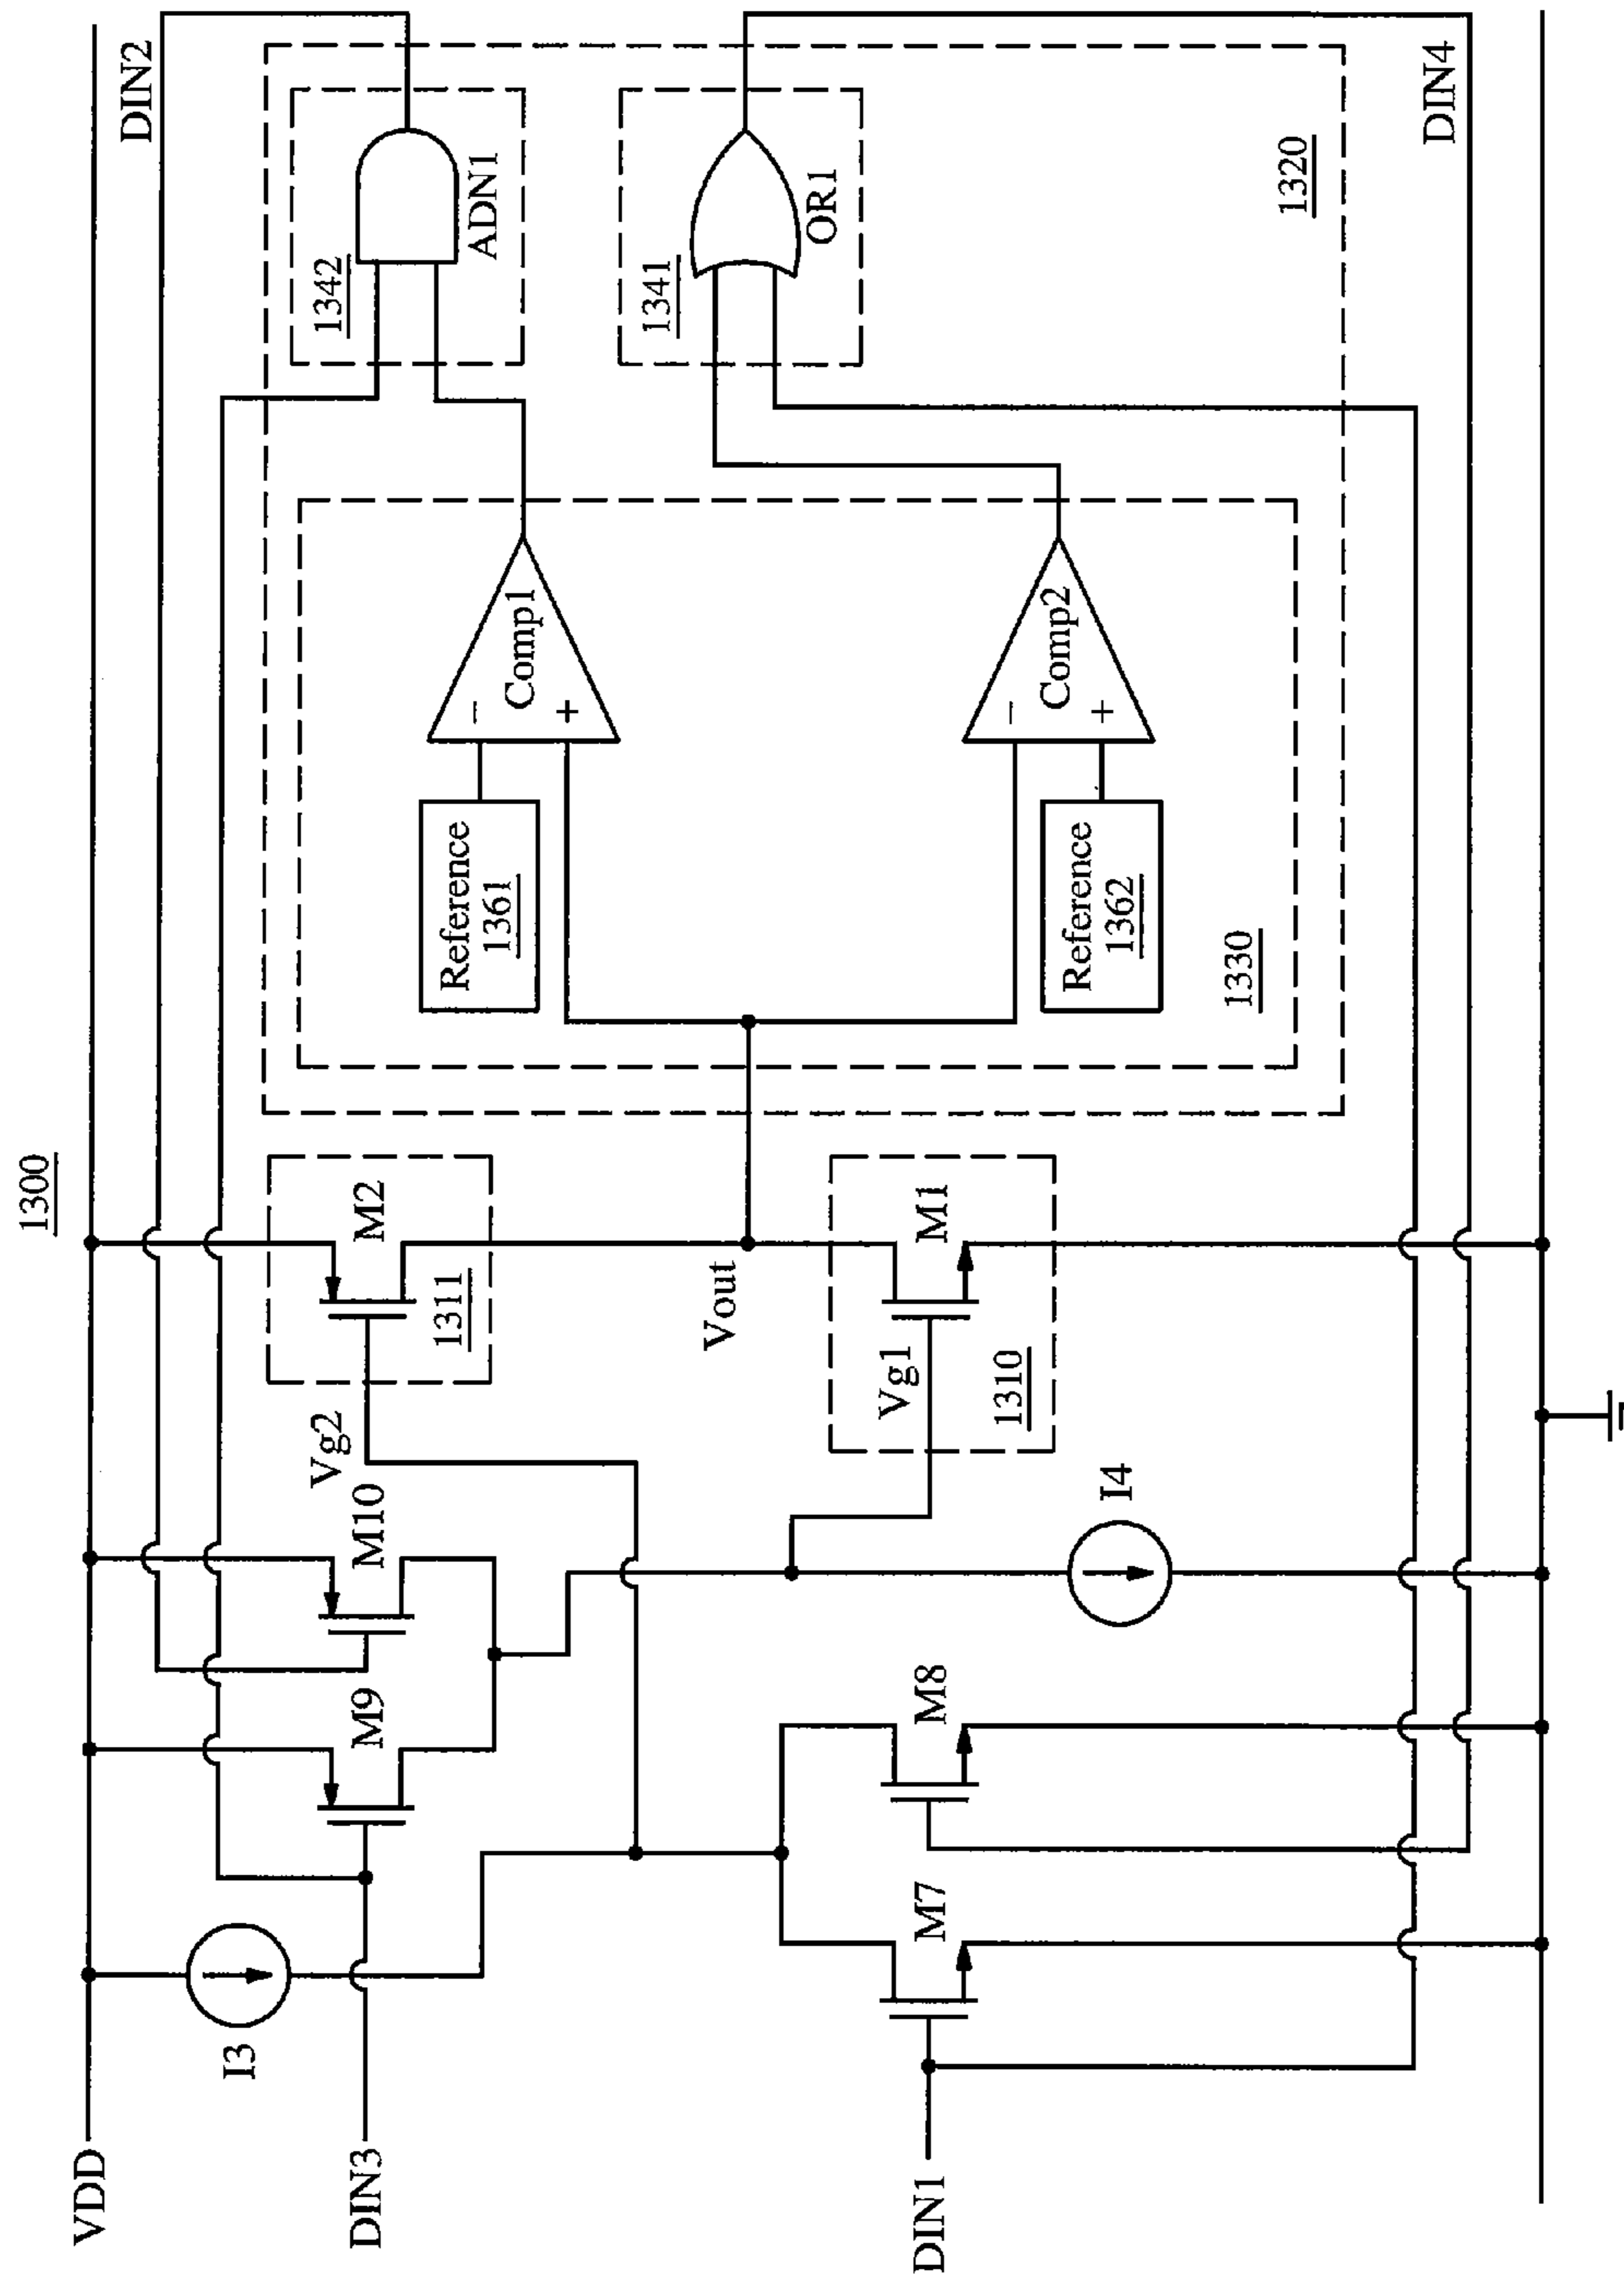 1300
VDD
I3
DIN3
DIN1
M9
M10
M7
M8
I4
Vg2
Vg1
M2
1311
Vout
M1
1310
Reference
1361
Reference
1362
1330
−
Comp1
+
−
Comp2
+
1342
ADN1
1341
OR1
1320
DIN2
DIN4